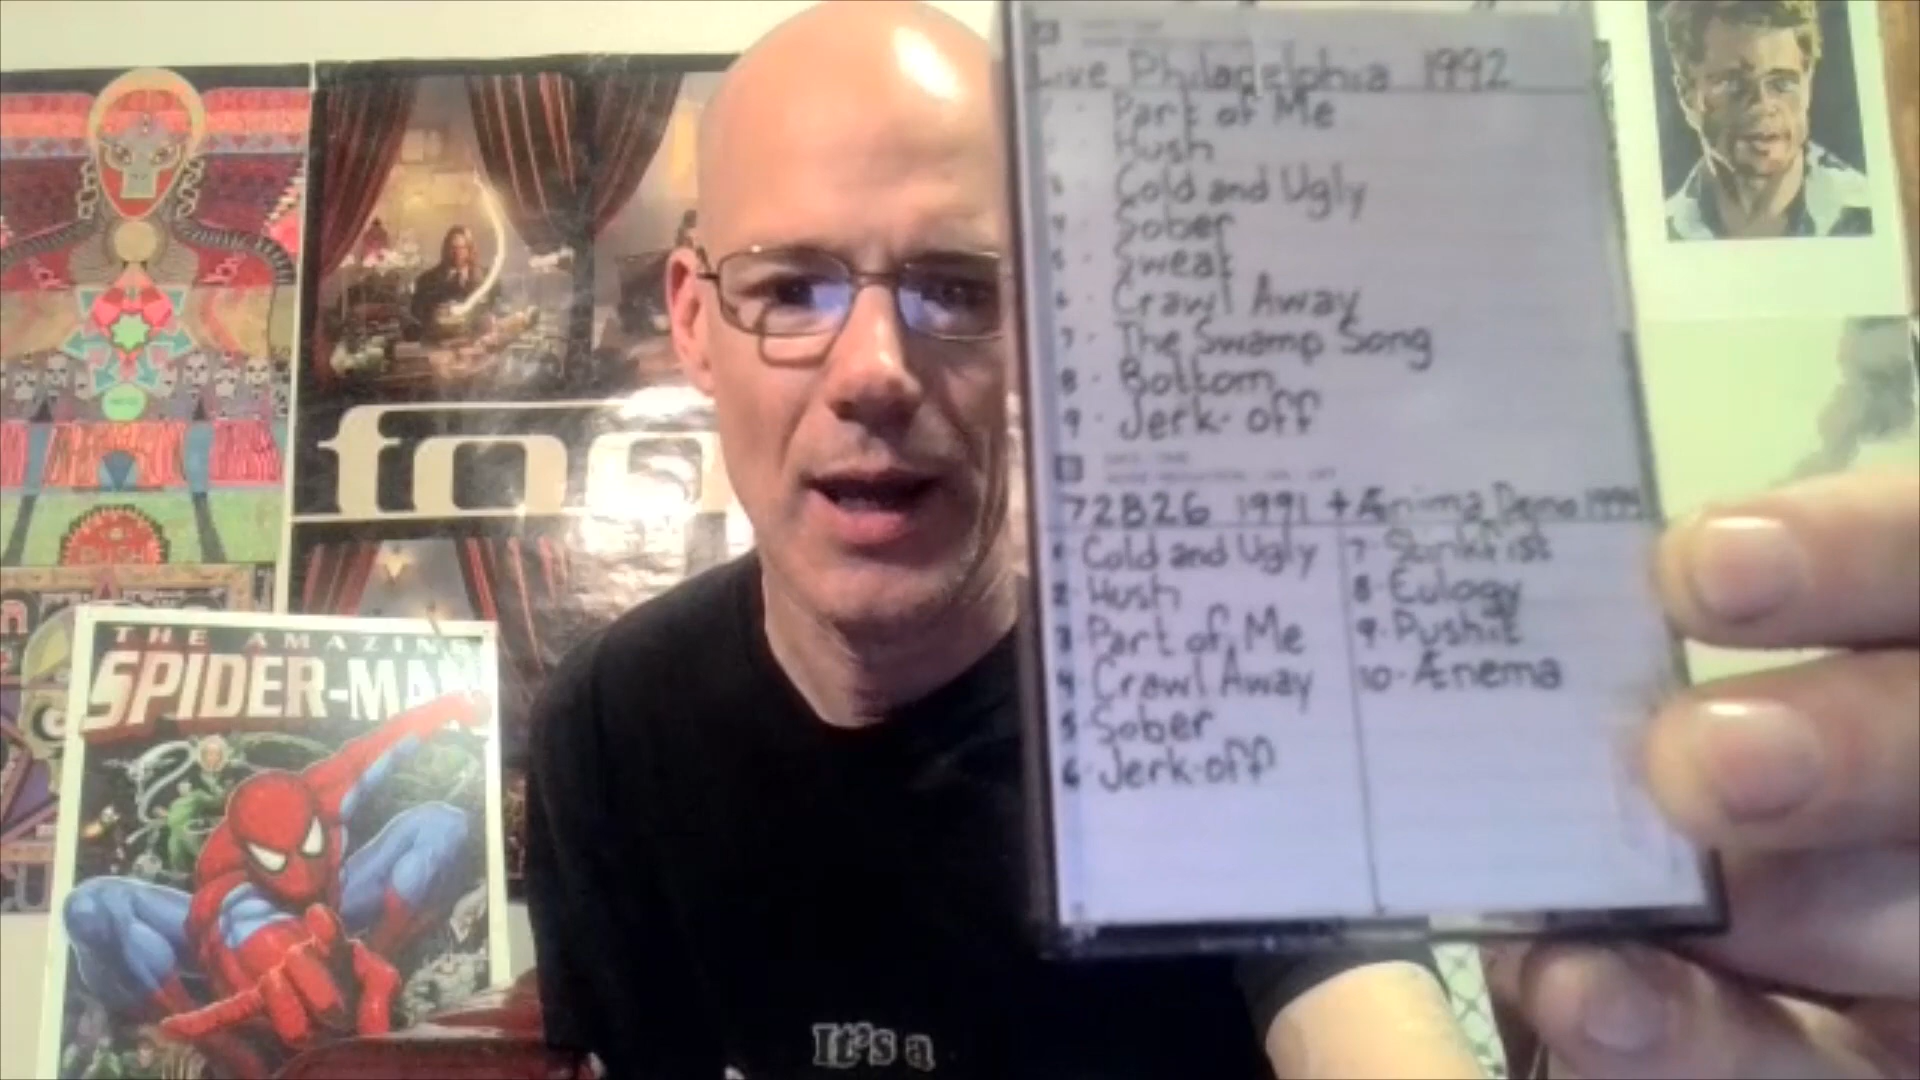 Live Philadelphia 1992
Part of Me
Hush
Cold and Ugly
4 - Sober
Sweat
6 - Crawl Away
7 - The Swamp Song
8 - Bottom
9 - Jerk-off
72826 1991 + Ænima Demo 1995
Cold and Ugly
2 Hush
3 Part of Me
4 Crawl Away
5 Sober
6 Jerk-off
7 - Stinkfist
8 - Eulogy
9 - Pushit
10 - Ænema
THE AMAZING
SPIDER-MAN
too
It's a